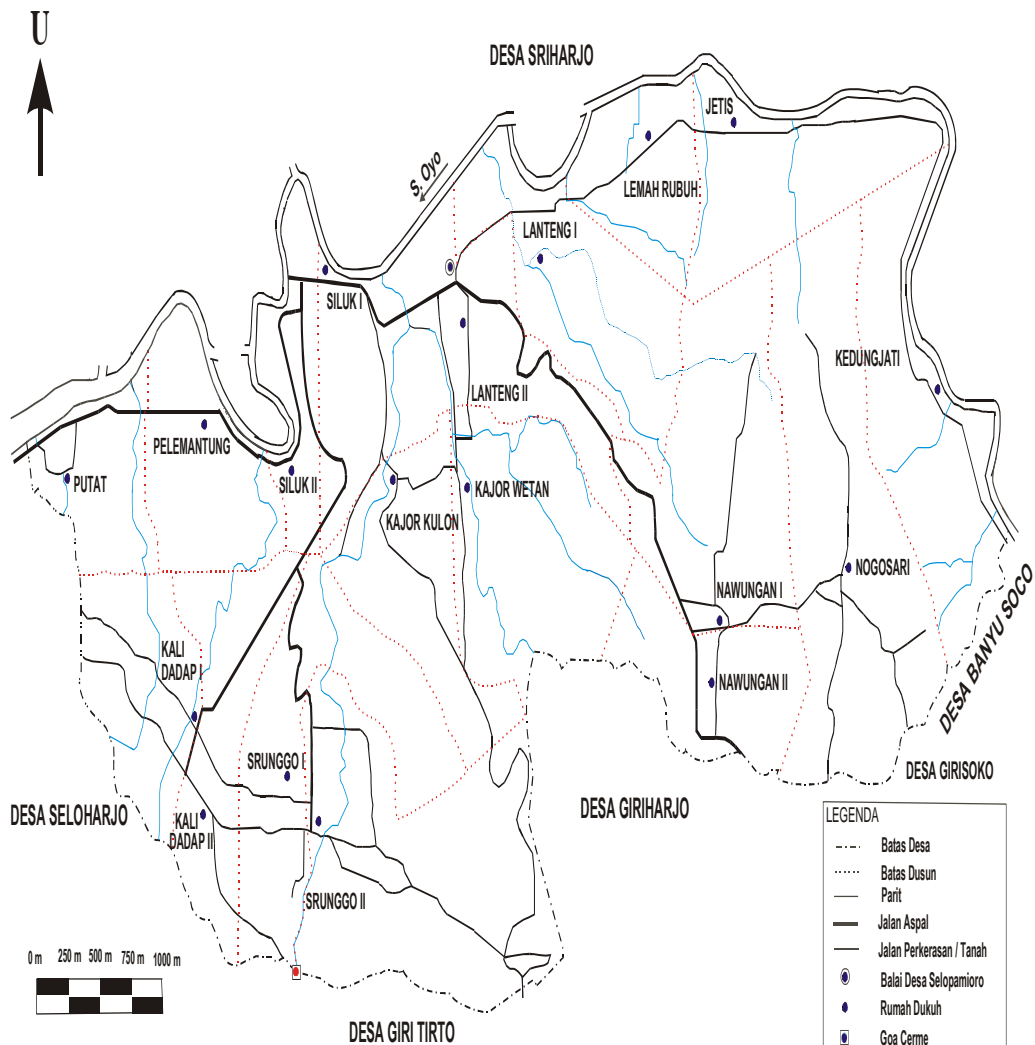 U
DESA SRIHARJO
JETIS
S. Oyo
LEMAH RUBUH
LANTENG I
SILUK I
KEDUNGJATI
LANTENG II
PELEMANTUNG
SILUK II
PUTAT
KAJOR WETAN
KAJOR KULON
NOGOSARI
NAWUNGAN I
DESA BANYU SOCO
KALI
DADAP I
NAWUNGAN II
SRUNGGO I
DESA GIRISOKO
DESA SELOHARJO
KALI
DADAP II
DESA GIRIHARJO
SRUNGGO II
LEGENDA
Batas Desa
Batas Dusun
Parit
Jalan Aspal
Jalan Perkerasan / Tanah
Balai Desa Selopamioro
Rumah Dukuh
Goa Cerme
0 m 250 m 500 m 750 m 1000 m
DESA GIRI TIRTO